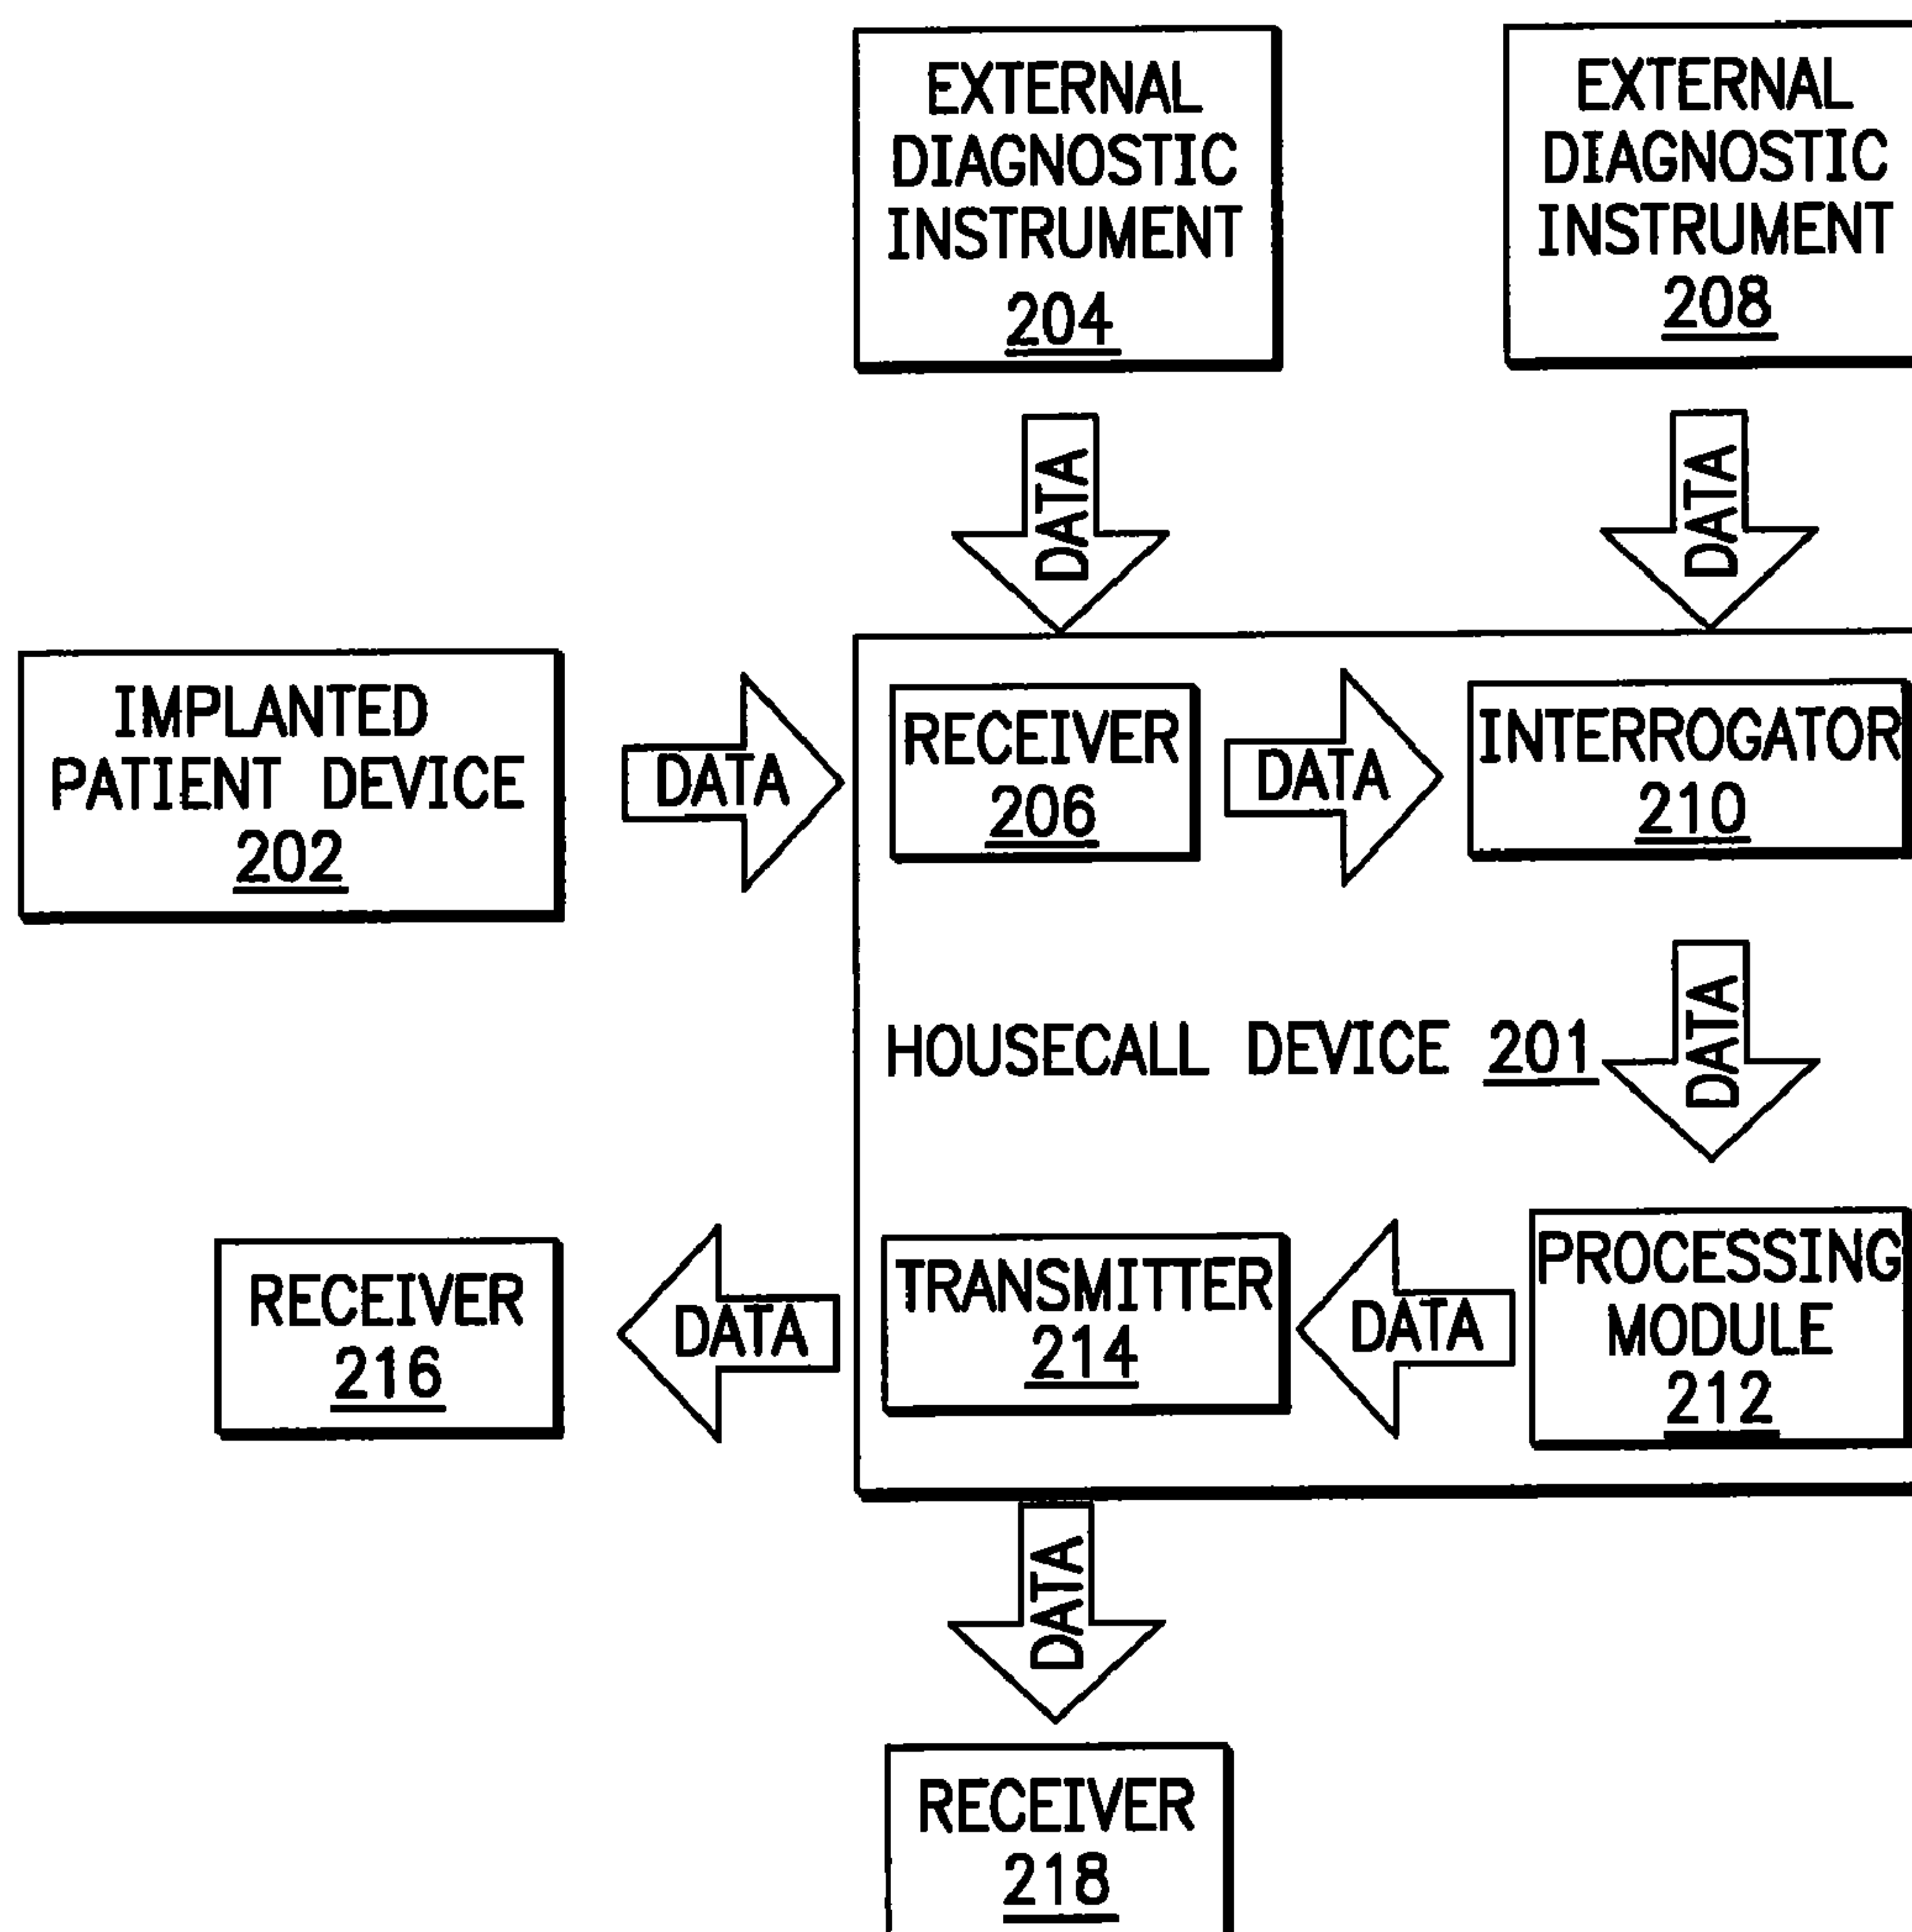 EXTERNAL
DIAGNOSTIC
INSTRUMENT
204
EXTERNAL
DIAGNOSTIC
INSTRUMENT
208
DATA
DATA
IMPLANTED
PATIENT DEVICE
202
DATA
RECEIVER
206
DATA
INTERROGATOR
210
HOUSECALL DEVICE 201
DATA
RECEIVER
216
DATA
TRANSMITTER
214
DATA
PROCESSING
MODULE
212
DATA
RECEIVER
218